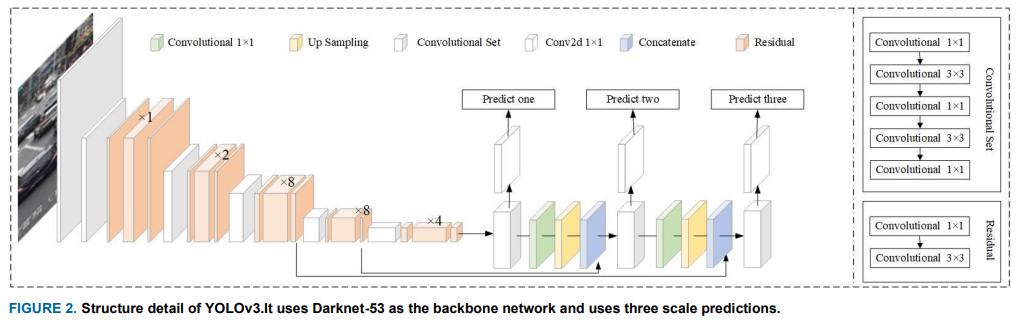 Convolutional 1×1
Up Sampling
Convolutional Set
Conv2d 1×1
Concatenate
Residual
×1
×2
×8
×8
×4
Predict one
Predict two
Predict three
Convolutional 1×1
Convolutional 3×3
Convolutional 1×1
Convolutional 3×3
Convolutional 1×1
Convolutional Set
Convolutional 1×1
Convolutional 3×3
Residual
FIGURE 2. Structure detail of YOLOv3.It uses Darknet-53 as the backbone network and uses three scale predictions.